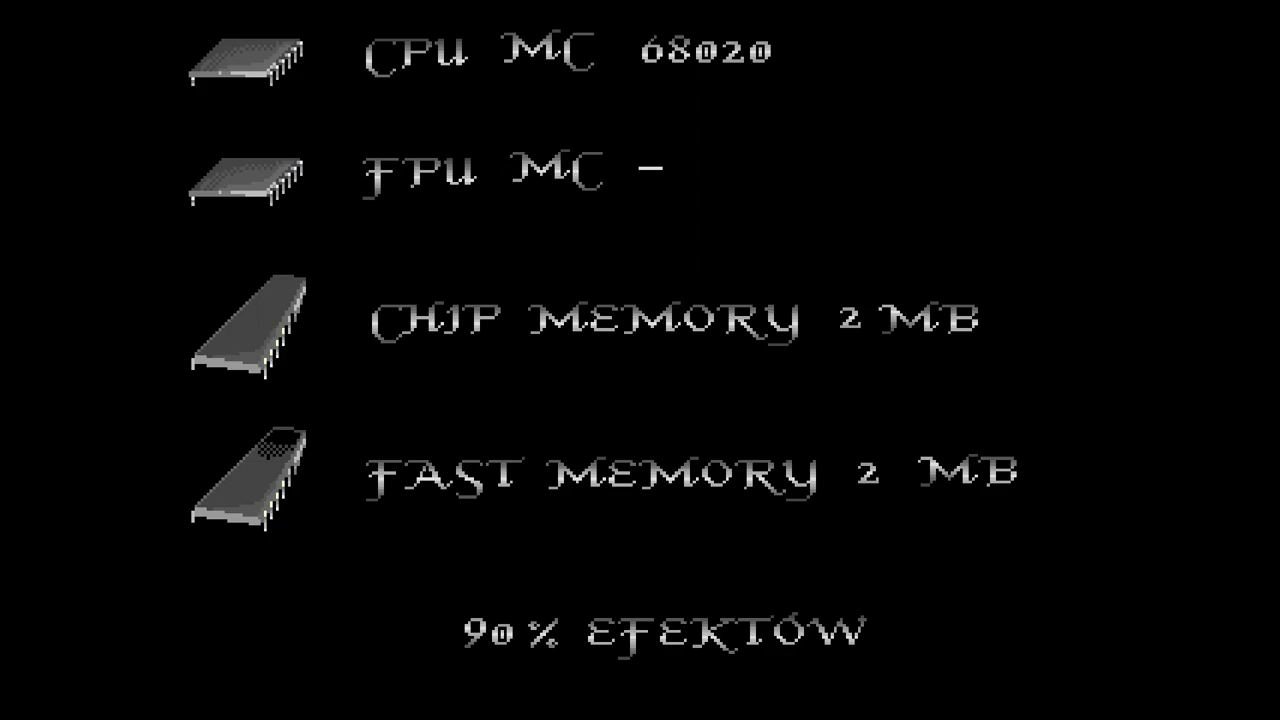 CPU MC 68020
FPU MC -
CHIP MEMORY 2 MB
FAST MEMORY 2 MB
90% EFEKTÓW